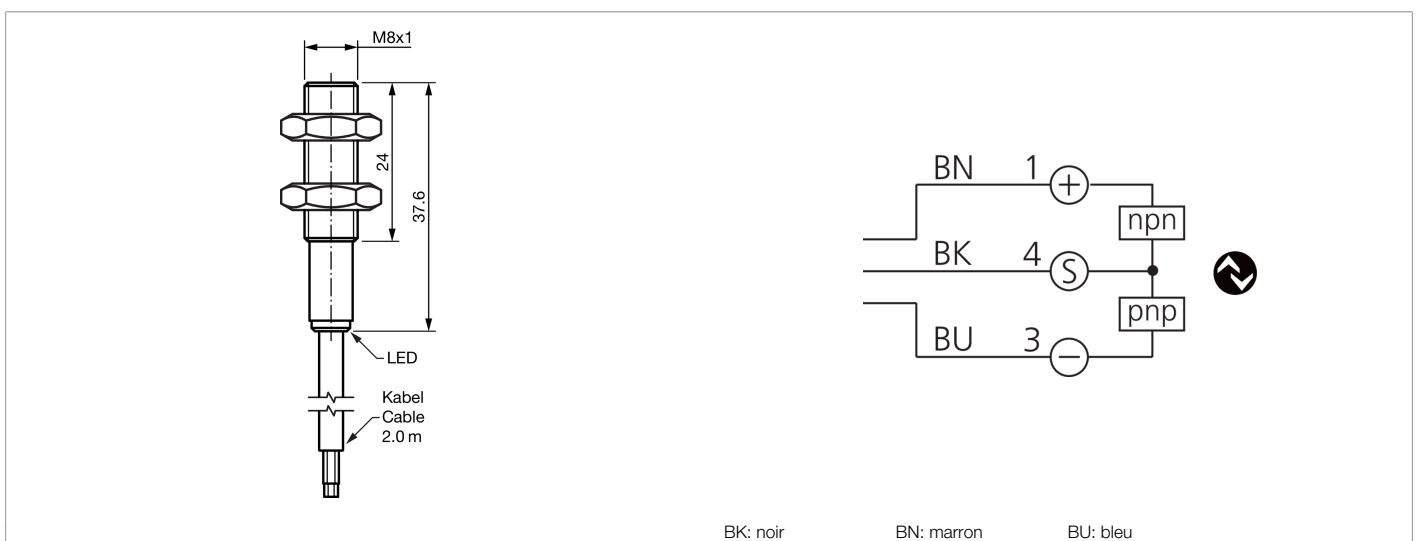 M8x1
24
37.6
LED
Kabel
Cable
2.0 m
BN 1 +
npn
BK 4 S
pnp
BU 3 −
BK: noir BN: marron BU: bleu